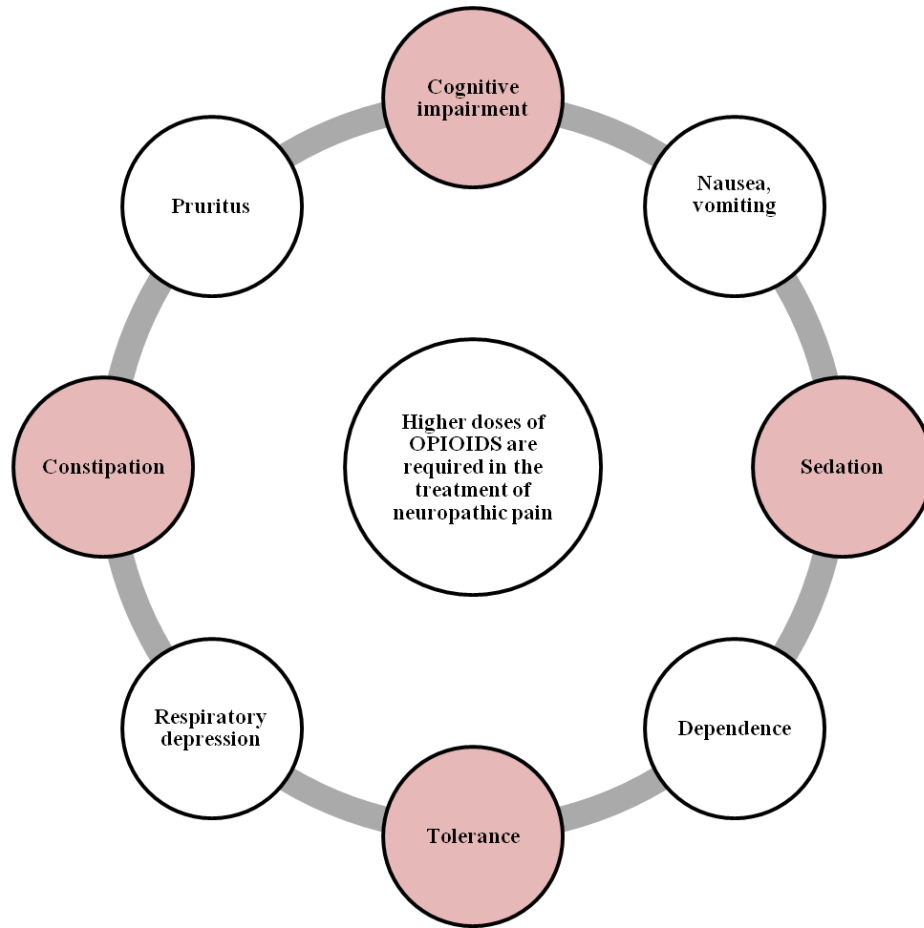 Cognitive
impairment
Nausea,
vomiting
Pruritus
Higher doses of
OPIOIDS are
required in the
treatment of
neuropathic pain
Constipation
Sedation
Respiratory
depression
Dependence
Tolerance